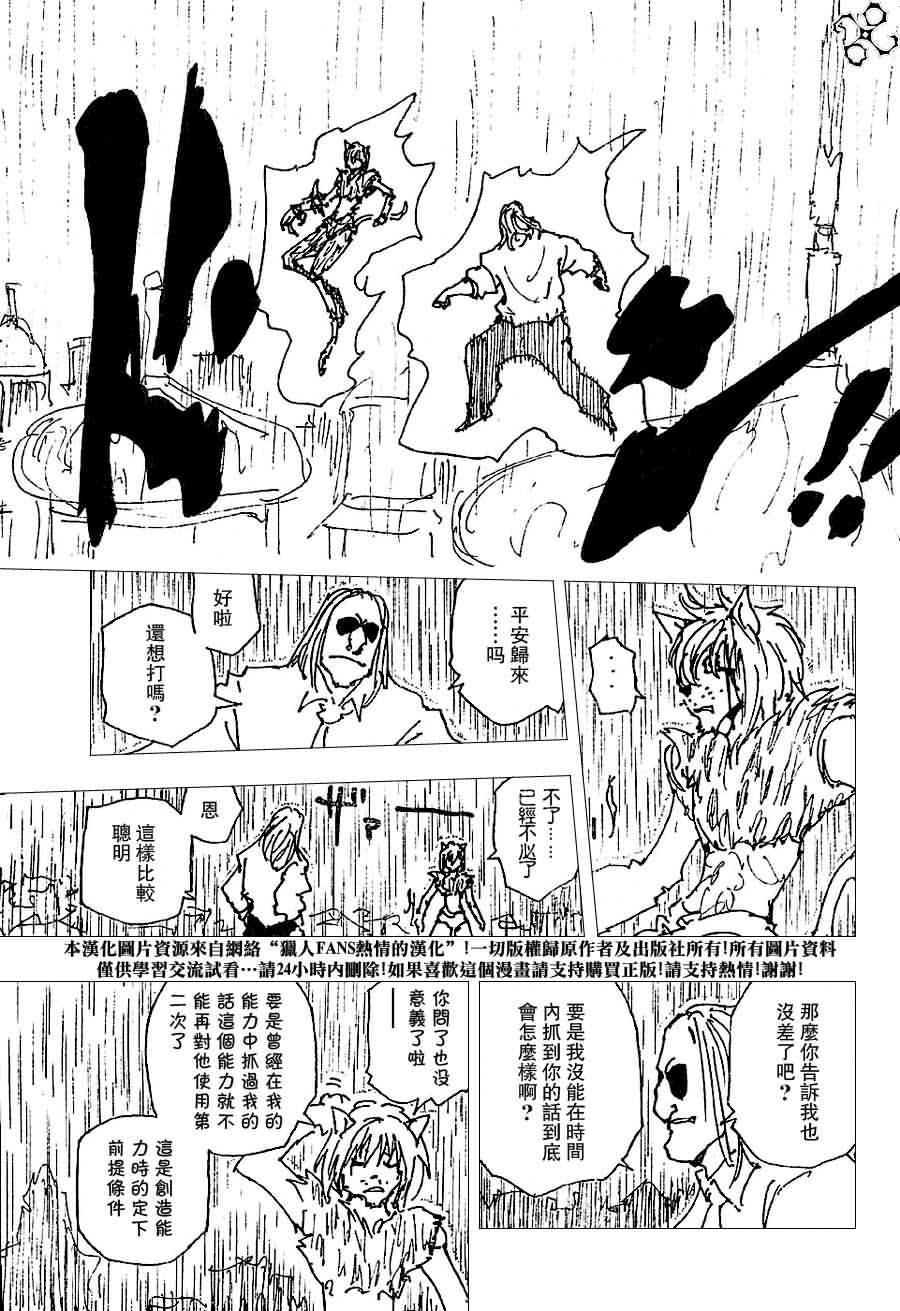 ドドン!!
平安歸來
……吗
好啦
還想打嗎？
…
不了……
已經不必了
ザアー
恩
這樣比較
聰明
本漢化圖片資源來自網絡“獵人FANS熱情的漢化”！一切版權歸原作者及出版社所有！所有圖片資料
僅供學習交流試看…請24小時內刪除！如果喜歡這個漫畫請支持購買正版！請支持熱情！謝謝！
那麼你告訴我也
沒差了吧？
要是我沒能在時間
內抓到你的話到底
會怎麼樣啊？
你問了也没
意義了啦
——
要是曾經在我的
能力中抓過我的
話這個能力就不
能再對他使用第
二次了
這是創造能
力時的定下
前提條件